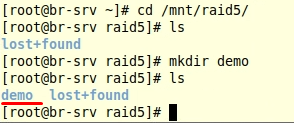 [root@br-srv ~]# cd /mnt/raid5/
[root@br-srv raid5]# ls
lost+found
[root@br-srv raid5]# mkdir demo
[root@br-srv raid5]# ls
demo  lost+found
[root@br-srv raid5]#